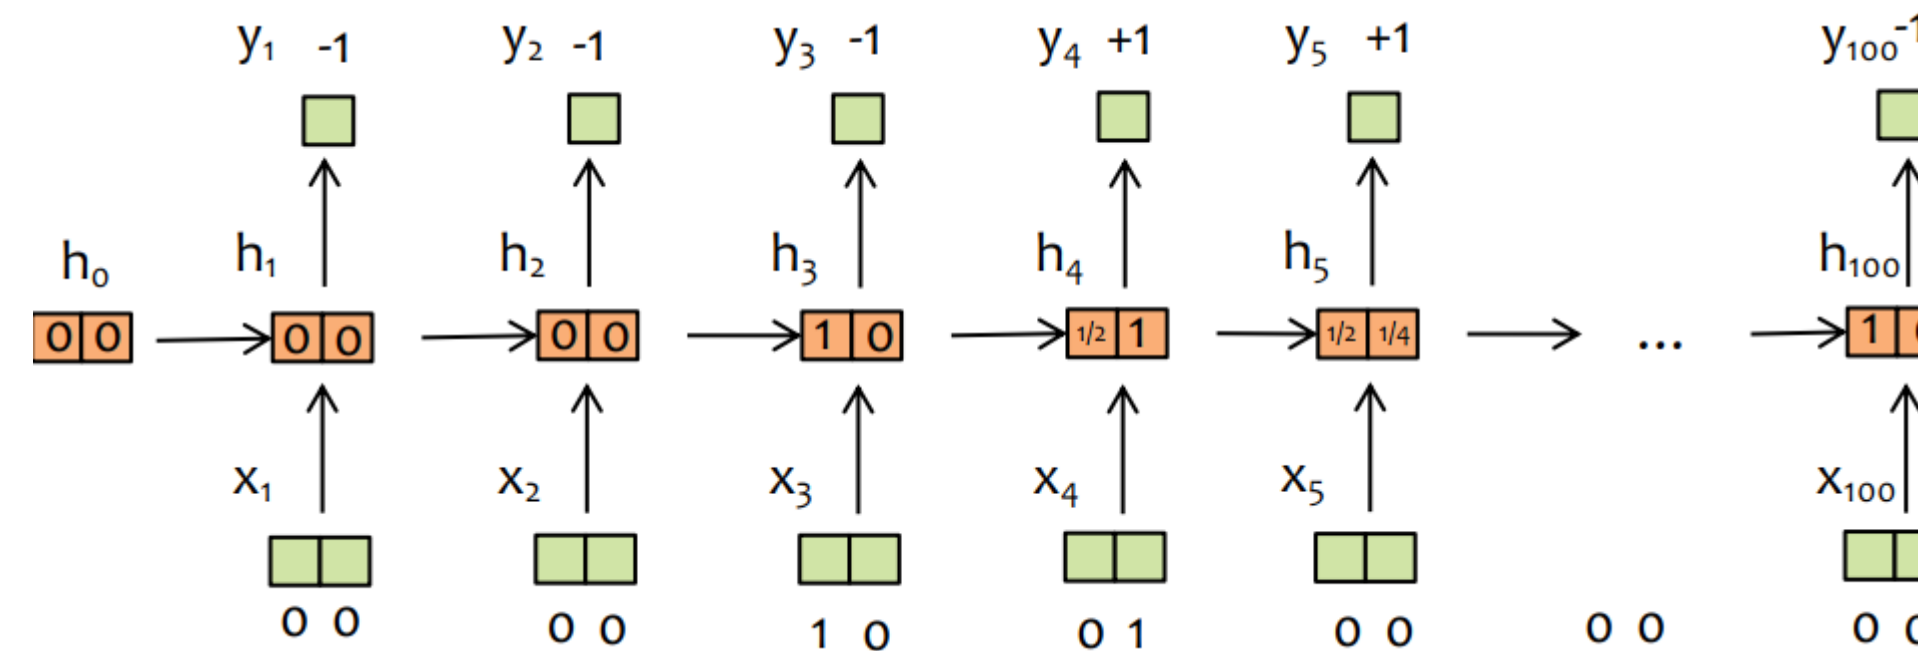 y1 -1 y2 -1 y3 -1 y4 +1 y5 +1 y100 -1
h0 h1 h2 h3 h4 h5 h100
0 0 0 0 0 0 1 0 1/2 1 1/2 1/4 ... 1
x1 x2 x3 x4 x5 x100
0 0 0 0 1 0 0 1 0 0 0 0 0